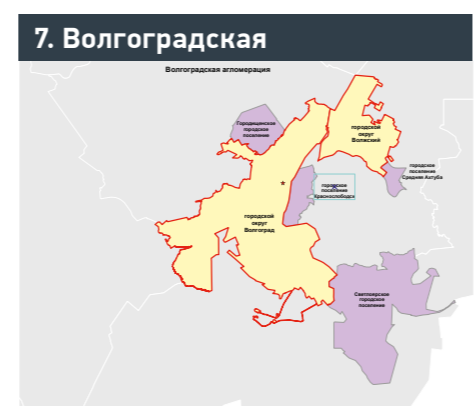 7. Волгоградская
Волгоградская агломерация
Городищенское
городское
поселение
городской
округ
Волжский
городское
поселение
Средняя Ахтуба
городское
поселение
Краснослободск
городской
округ
Волгоград
Светлоярское
городское
поселение